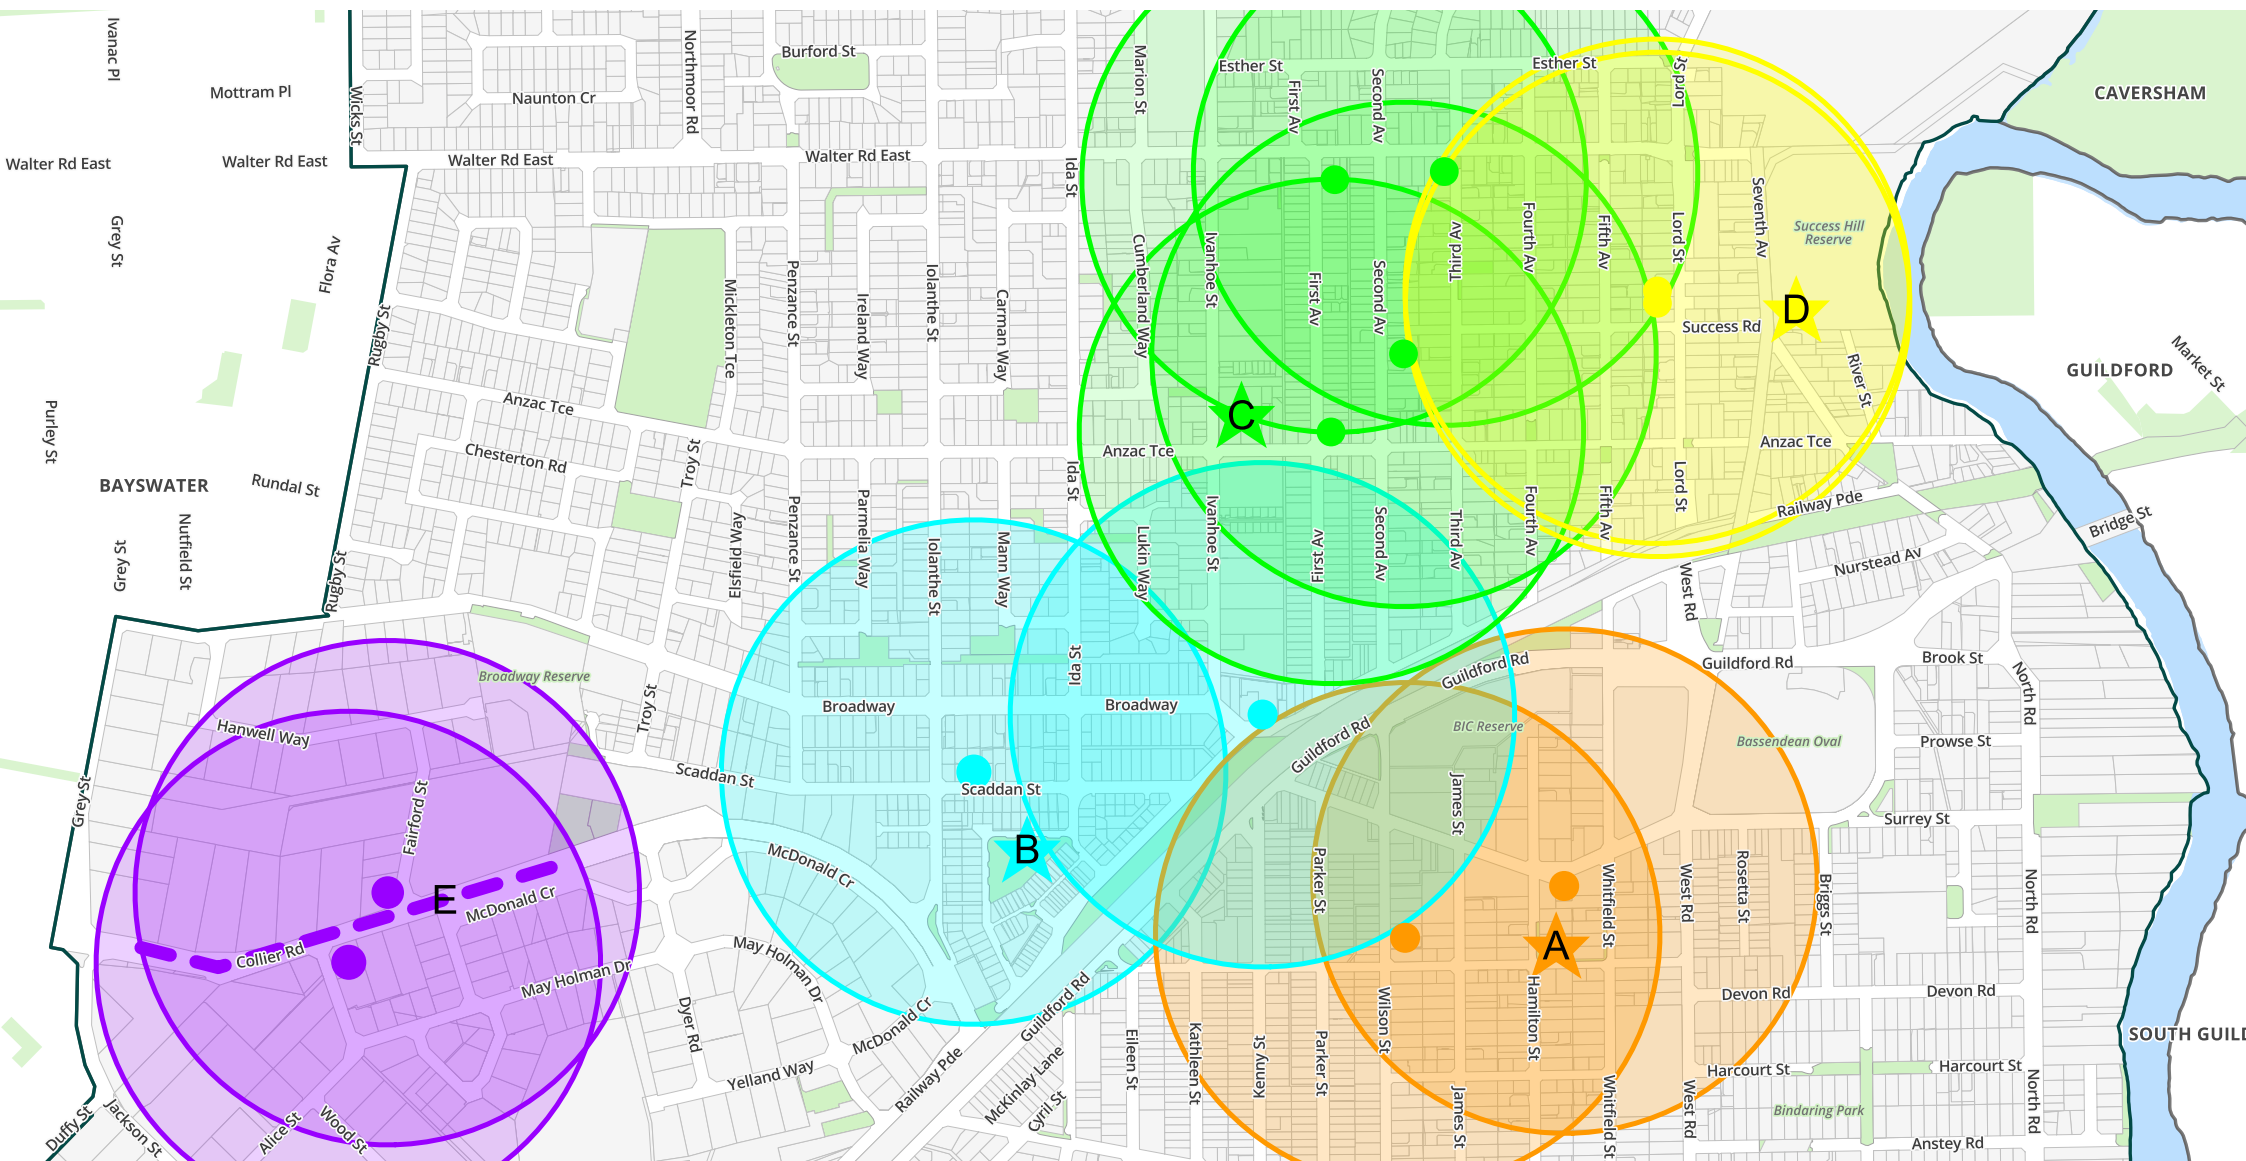 Ivanac Pl
Mottram Pl
Wicks St
Naunton Cr
Northmoor Rd
Burford St
Marion St
Esther St
First Av
Second Av
Esther St
Lord St
CAVERSHAM
Walter Rd East
Walter Rd East
Walter Rd East
Walter Rd East
Ida St
Grey St
Flora Av
Rugby St
Mickleton Tce
Penzance St
Ireland Way
Iolanthe St
Carman Way
Cumberland Way
Ivanhoe St
First Av
Second Av
Third Av
Fourth Av
Fifth Av
Lord St
Seventh Av
Success Hill
Reserve
D
Success Rd
River St
GUILDFORD
Market St
Purley St
Anzac Tce
C
Anzac Tce
Anzac Tce
Chesterton Rd
Troy St
BAYSWATER
Rundal St
Grey St
Nutfield St
Rugby St
Elsfield Way
Penzance St
Parmelia Way
Iolanthe St
Mann Way
Ida St
Lukin Way
Ivanhoe St
First Av
Second Av
Third Av
Fourth Av
Fifth Av
Lord St
Railway Pde
Bridge St
Nurstead Av
West Rd
Broadway Reserve
Ida St
Guildford Rd
Guildford Rd
Brook St
North Rd
Hanwell Way
Troy St
Broadway
Broadway
Guildford Rd
BIC Reserve
Bassendean Oval
Prowse St
Grey St
Fairford St
Scaddan St
Scaddan St
James St
Surrey St
B
McDonald Cr
Parker St
Whitfield St
West Rd
Rosetta St
Briggs St
North Rd
E
McDonald Cr
Collier Rd
May Holman Dr
May Holman Dr
A
Devon Rd
Devon Rd
Dyer Rd
McDonald Cr
Guildford Rd
Wilson St
Hamilton St
SOUTH GUILD
Yelland Way
Railway Pde
McKinlay Lane
Cyril St
Eileen St
Kathleen St
Kenny St
Parker St
James St
Whitfield St
West Rd
Harcourt St
Harcourt St
Bindaring Park
North Rd
Anstey Rd
Duffy St
Jackson St
Alice St
Wood St